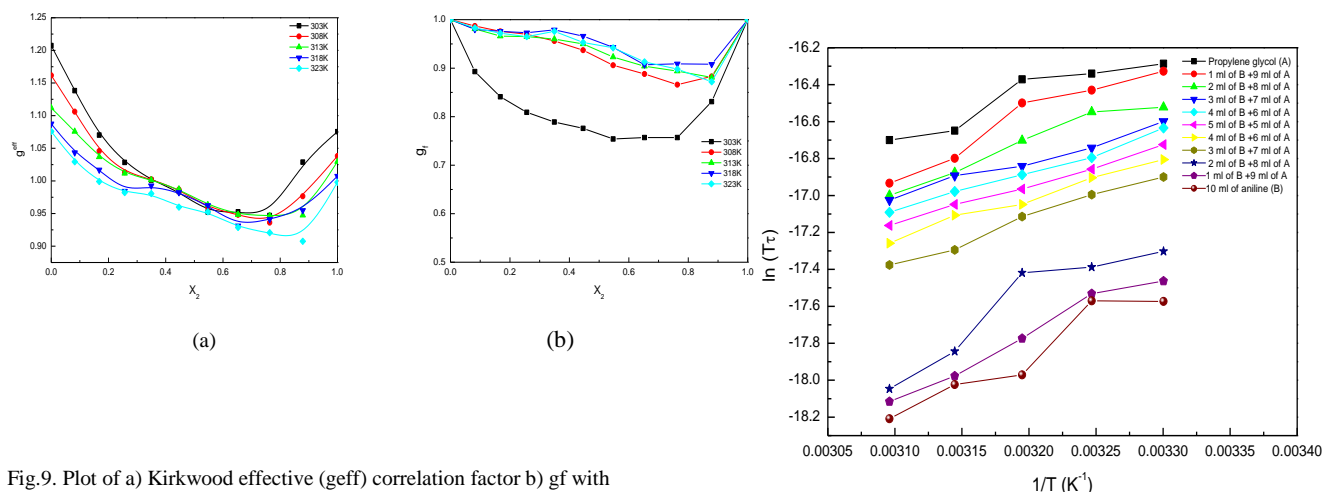 1.25
1.20
1.15
1.10
1.05
1.00
0.95
0.90
g^eff
0.0 0.2 0.4 0.6 0.8 1.0
X_2
303K
308K
313K
318K
323K
(a)
1.0
0.9
0.8
0.7
0.6
0.5
g_f
0.0 0.2 0.4 0.6 0.8 1.0
X_2
303K
308K
313K
318K
323K
(b)
-16.2
-16.4
-16.6
-16.8
-17.0
-17.2
-17.4
-17.6
-17.8
-18.0
-18.2
ln (Tτ)
Propylene glycol (A)
1 ml of B +9 ml of A
2 ml of B +8 ml of A
3 ml of B +7 ml of A
4 ml of B +6 ml of A
5 ml of B +5 ml of A
4 ml of B +6 ml of A
3 ml of B +7 ml of A
2 ml of B +8 ml of A
1 ml of B +9 ml of A
10 ml of aniline (B)
0.00305 0.00310 0.00315 0.00320 0.00325 0.00330 0.00335 0.00340
1/T (K^-1)
Fig.9. Plot of a) Kirkwood effective (geff) correlation factor b) gf with